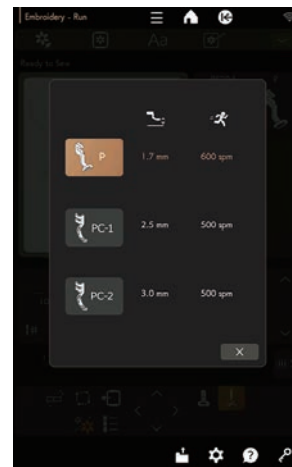 Embroidery - Run
Aa
Ready to Sew
P 1.7 mm 600 spm
PC-1 2.5 mm 500 spm
PC-2 3.0 mm 500 spm
X